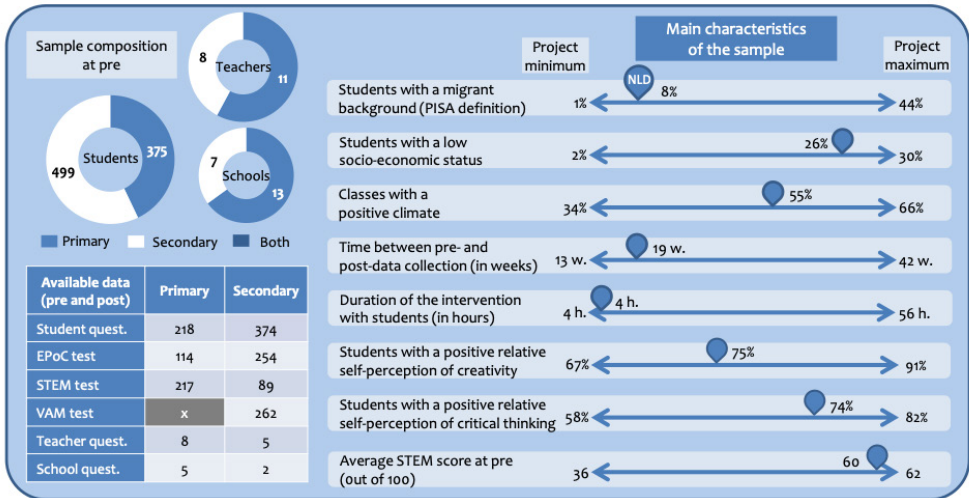 Sample composition
at pre
8
Teachers
11
499
Students
375
7
Schools
13
Primary
Secondary
Both
Available data
(pre and post)
Primary
Secondary
Student quest.
218
374
EPoC test
114
254
STEM test
217
89
VAM test
x
262
Teacher quest.
8
5
School quest.
5
2
Main characteristics
of the sample
Project
minimum
Project
maximum
Students with a migrant
background (PISA definition)
1%
NLD
8%
44%
Students with a low
socio-economic status
2%
26%
30%
Classes with a
positive climate
34%
55%
66%
Time between pre- and
post-data collection (in weeks)
13 w.
19 w.
42 w.
Duration of the intervention
with students (in hours)
4 h.
4 h.
56 h.
Students with a positive relative
self-perception of creativity
67%
75%
91%
Students with a positive relative
self-perception of critical thinking
58%
74%
82%
Average STEM score at pre
(out of 100)
36
60
62